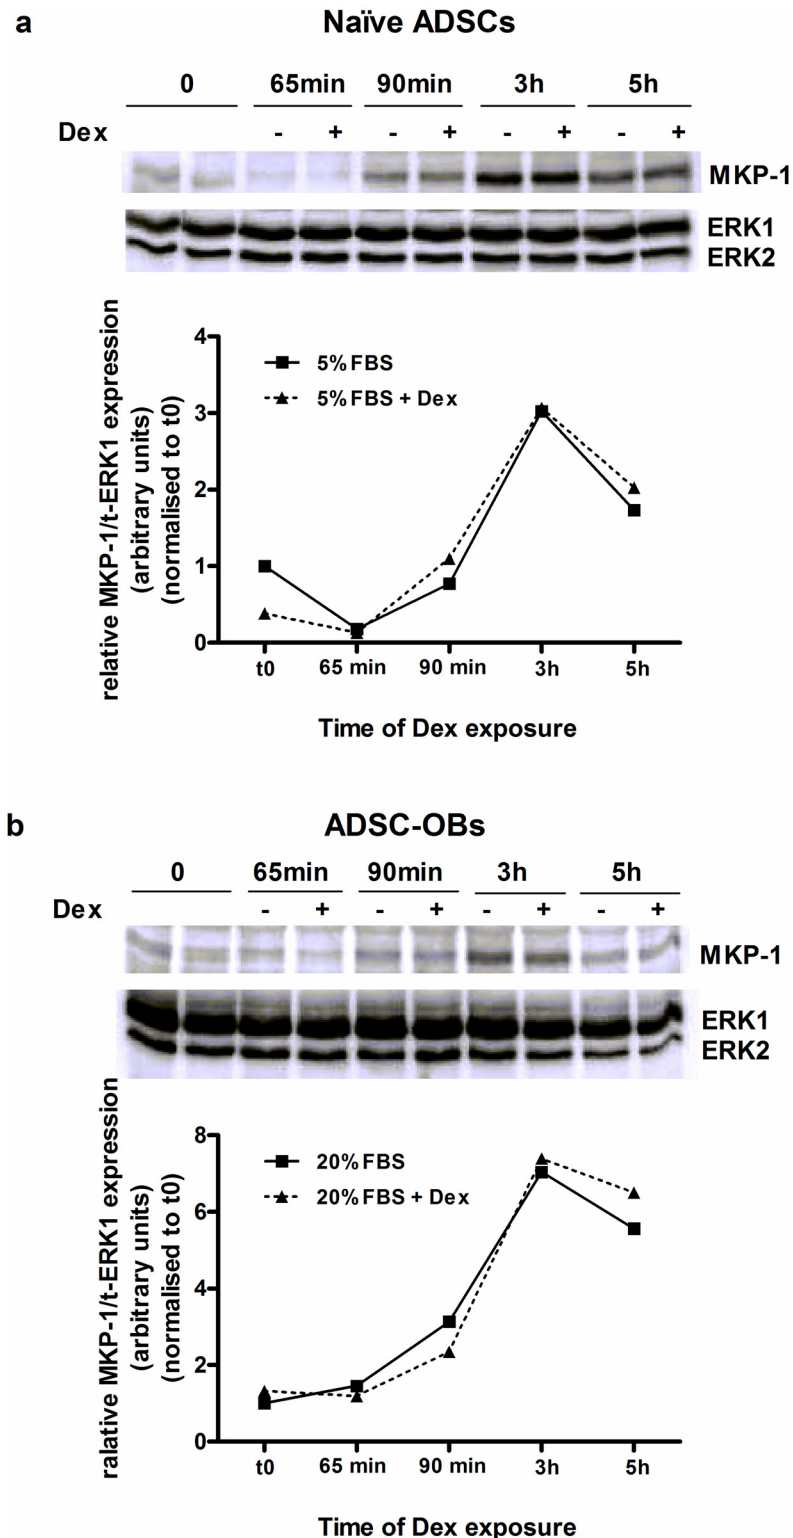 a
Naïve ADSCs
0 65min 90min 3h 5h
Dex - + - + - + - +
MKP-1
ERK1
ERK2
relative MKP-1/t-ERK1 expression
(arbitrary units)
(normalised to t0)
4
3
2
1
0
5%FBS
5%FBS + Dex
t0 65 min 90 min 3h 5h
Time of Dex exposure
b
ADSC-OBs
0 65min 90min 3h 5h
Dex - + - + - + - +
MKP-1
ERK1
ERK2
ralative MKP-1/t-ERK1 expression
(arbitrary units)
(normalised to t0)
8
6
4
2
0
20%FBS
20%FBS + Dex
t0 65 min 90 min 3h 5h
Time of Dex exposure